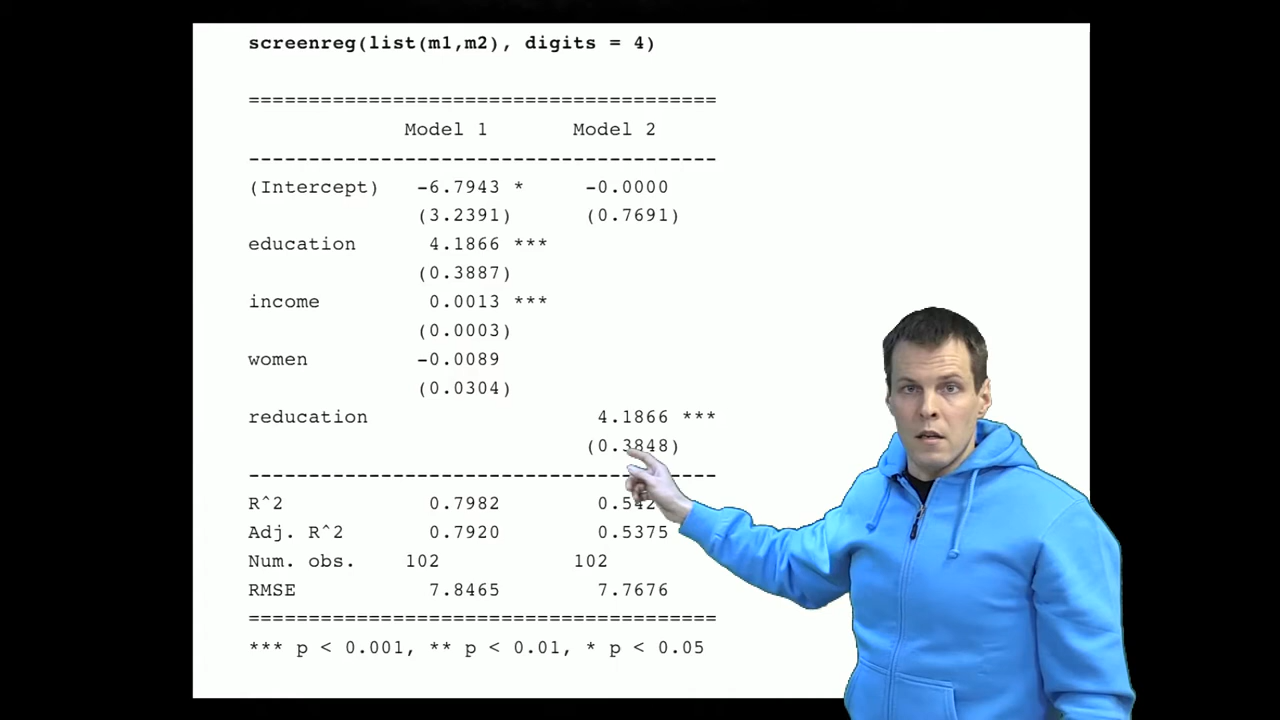 screenreg(list(m1,m2), digits = 4)
=======================================
Model 1 Model 2
---------------------------------------
(Intercept) -6.7943 * -0.0000
(3.2391) (0.7691)
education 4.1866 ***
(0.3887)
income 0.0013 ***
(0.0003)
women -0.0089
(0.0304)
reducation 4.1866 ***
(0.3848)
---------------------------------------
R^2 0.7982
Adj. R^2 0.7920 0.5375
Num. obs. 102 102
RMSE 7.8465 7.7676
=======================================
*** p < 0.001, ** p < 0.01, * p < 0.05